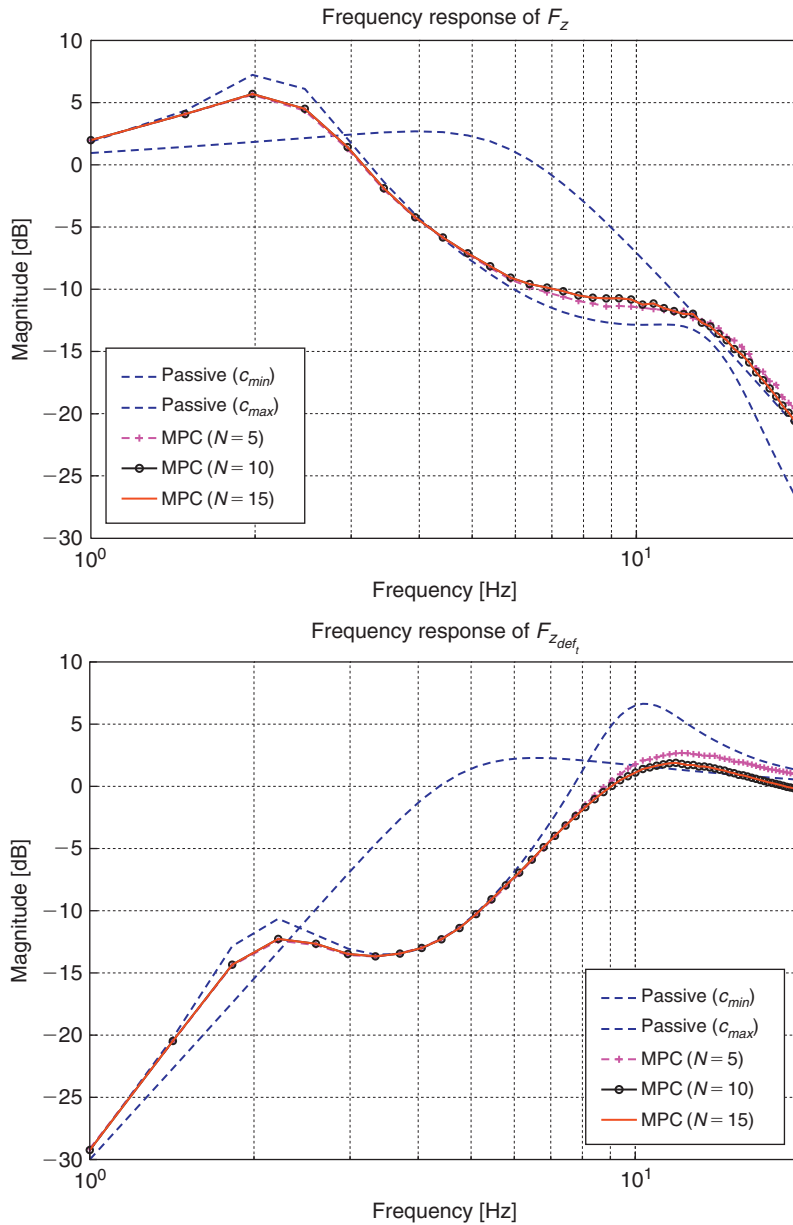 Frequency response of F_z
10
5
0
−5
−10
−15
−20
−25
−30
Magnitude [dB]
Passive (c_min)
Passive (c_max)
MPC (N = 5)
MPC (N = 10)
MPC (N = 15)
10^0
10^1
Frequency [Hz]
Frequency response of F_{z_{def_t}}
10
5
0
−5
−10
−15
−20
−25
−30
Magnitude [dB]
Passive (c_min)
Passive (c_max)
MPC (N = 5)
MPC (N = 10)
MPC (N = 15)
10^0
10^1
Frequency [Hz]